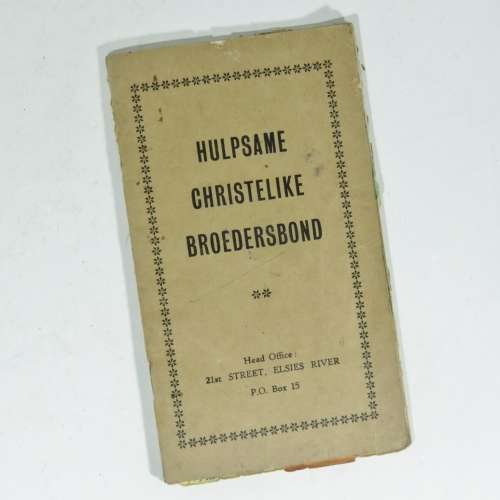 HULPSAME
CHRISTELIKE
BROEDERSBOND
Head Office:
21st STREET, ELSIES RIVER
P.O. Box 15